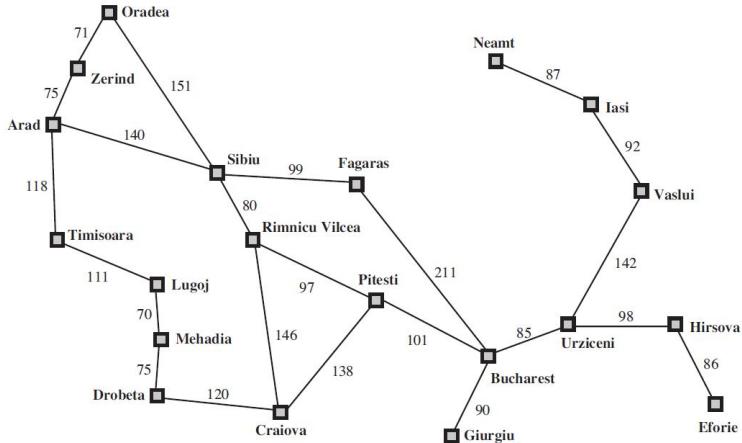 Oradea
71
Neamt
Zerind
87
75
151
Iasi
Arad
140
92
Sibiu
99
Fagaras
118
Vaslui
80
Timisoara
Rimnicu Vilcea
142
111
211
Lugoj
97
Pitesti
70
98
Hirsova
146
101
85
Urziceni
Mehadia
138
86
75
Bucharest
Drobeta
120
90
Craiova
Giurgiu
Eforie